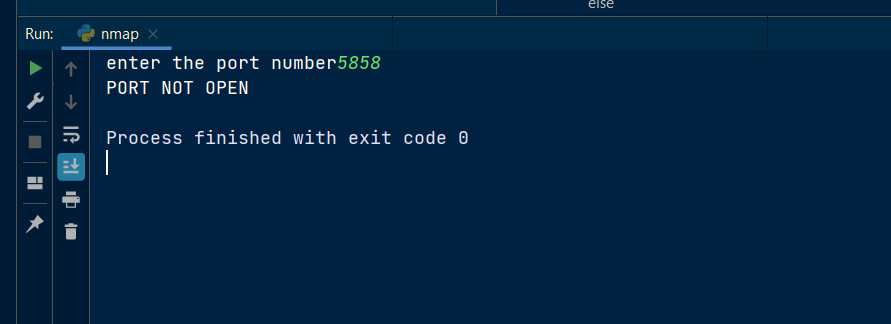 else
Run: nmap
enter the port number5858
PORT NOT OPEN
Process finished with exit code 0